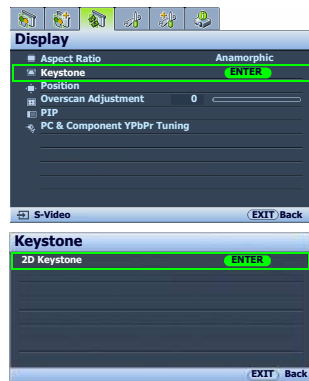 Display
Aspect Ratio Anamorphic
Keystone ENTER
Position
Overscan Adjustment 0
PIP
PC & Component YPbPr Tuning
S-Video EXIT Back
Keystone
2D Keystone ENTER
EXIT Back